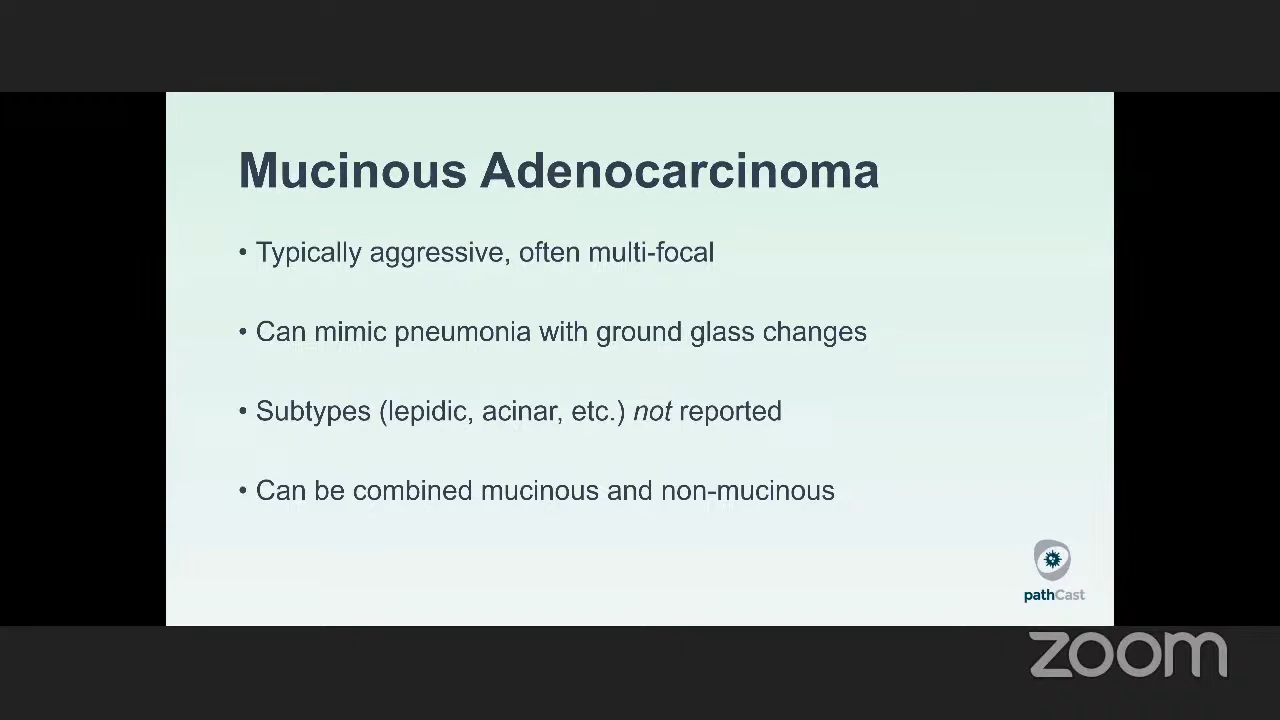 Mucinous Adenocarcinoma
• Typically aggressive, often multi-focal
• Can mimic pneumonia with ground glass changes
• Subtypes (lepidic, acinar, etc.) not reported
• Can be combined mucinous and non-mucinous
pathCast
zoom